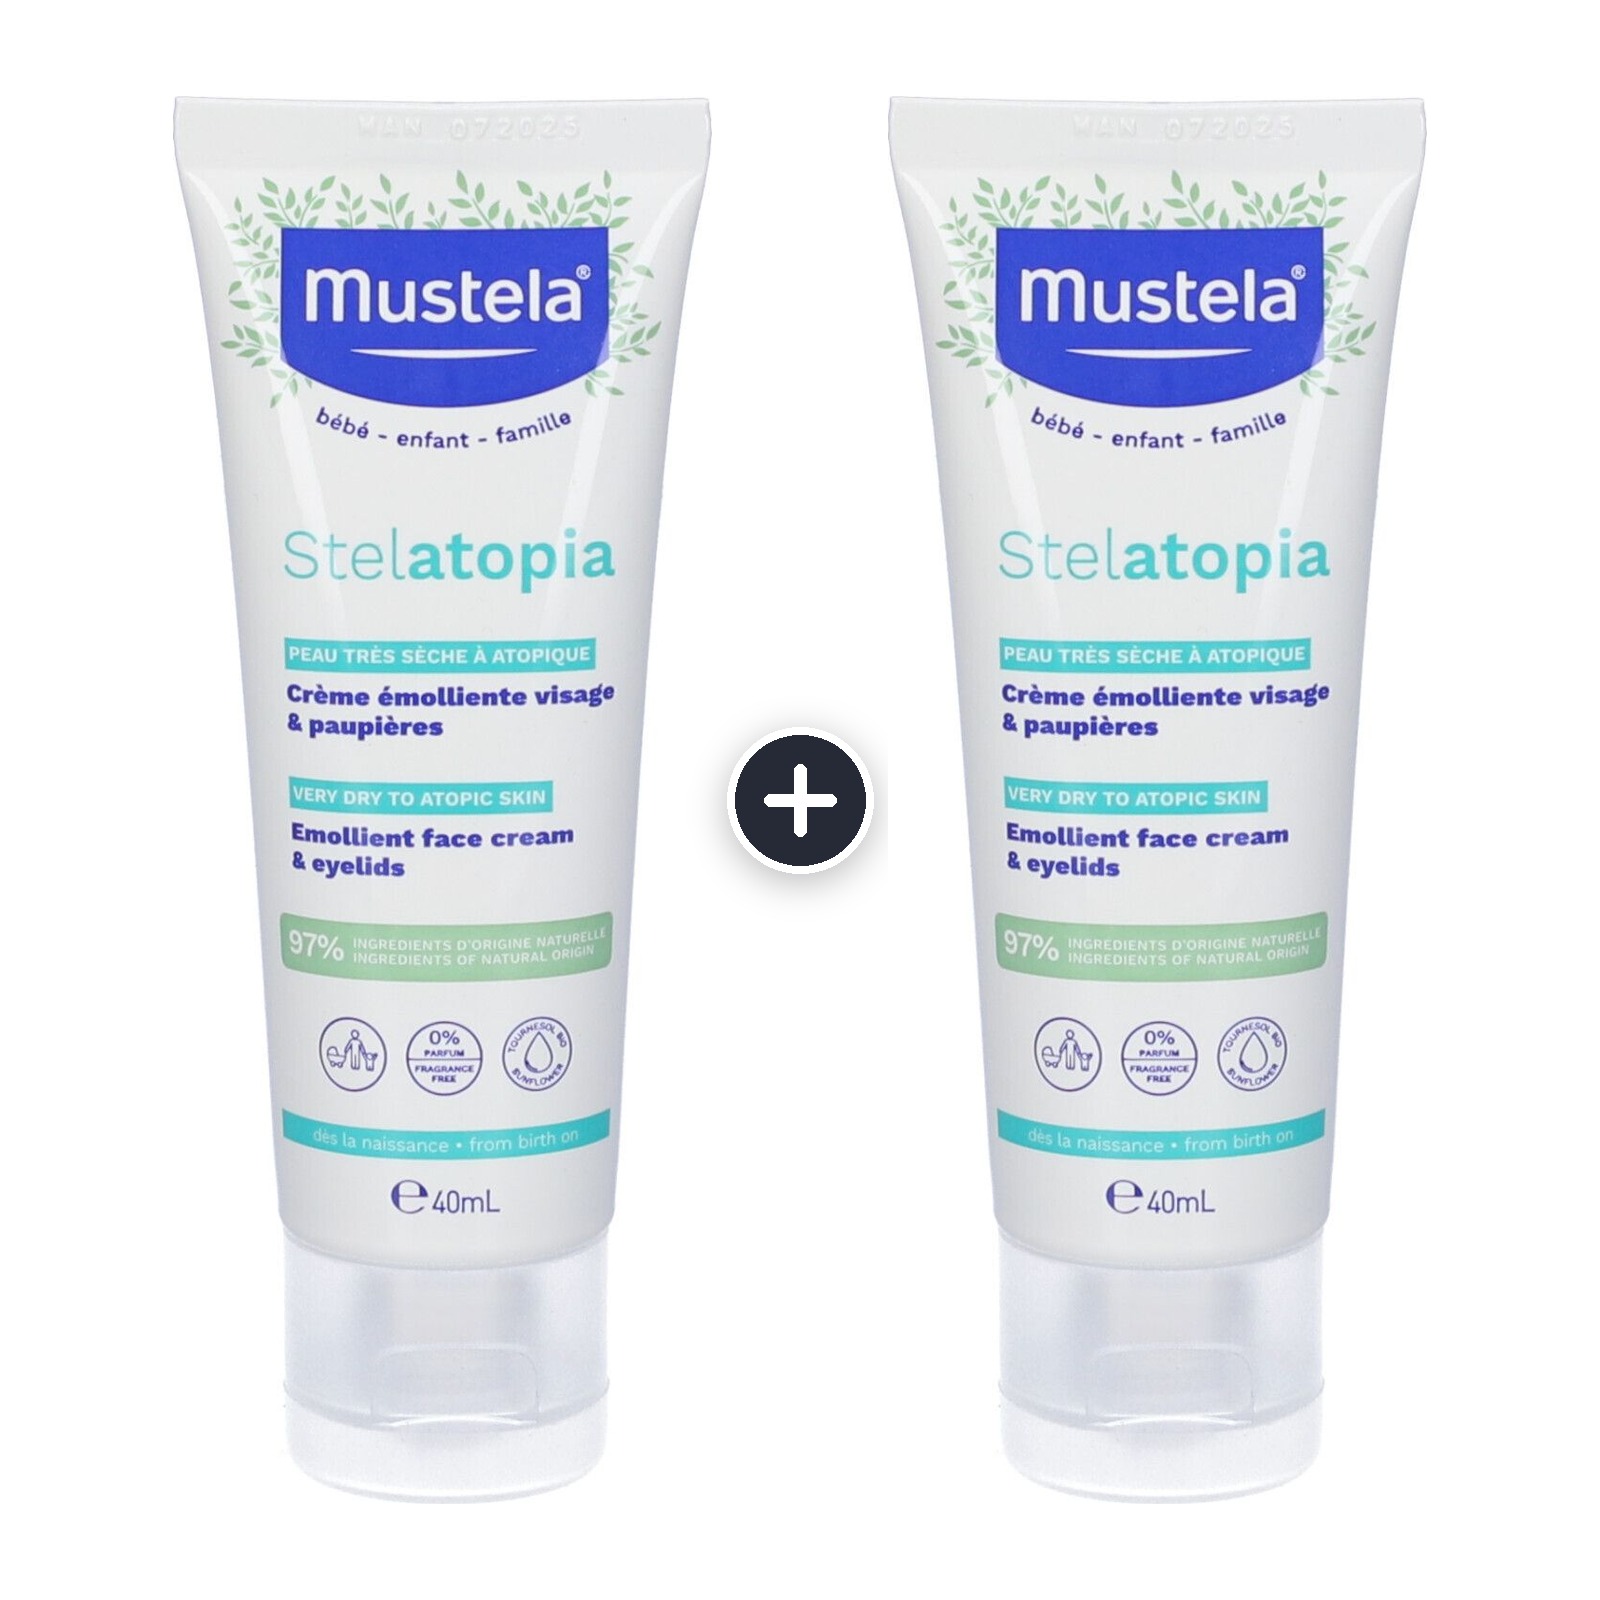 MAN 072025
mustela®
bébé - enfant - famille
Stelatopia
PEAU TRÈS SÈCHE À ATOPIQUE
Crème émolliente visage
& paupières
VERY DRY TO ATOPIC SKIN
Emollient face cream
& eyelids
97% INGREDIENTS D'ORIGINE NATURELLE
INGREDIENTS OF NATURAL ORIGIN
0%
PARFUM
FRAGRANCE
FREE
TOURNESOL BIO
SUNFLOWER
dès la naissance • from birth on
℮40mL
MAN 072025
mustela®
bébé - enfant - famille
Stelatopia
PEAU TRÈS SÈCHE À ATOPIQUE
Crème émolliente visage
& paupières
VERY DRY TO ATOPIC SKIN
Emollient face cream
& eyelids
97% INGREDIENTS D'ORIGINE NATURELLE
INGREDIENTS OF NATURAL ORIGIN
0%
PARFUM
FRAGRANCE
FREE
TOURNESOL BIO
SUNFLOWER
dès la naissance • from birth on
℮40mL